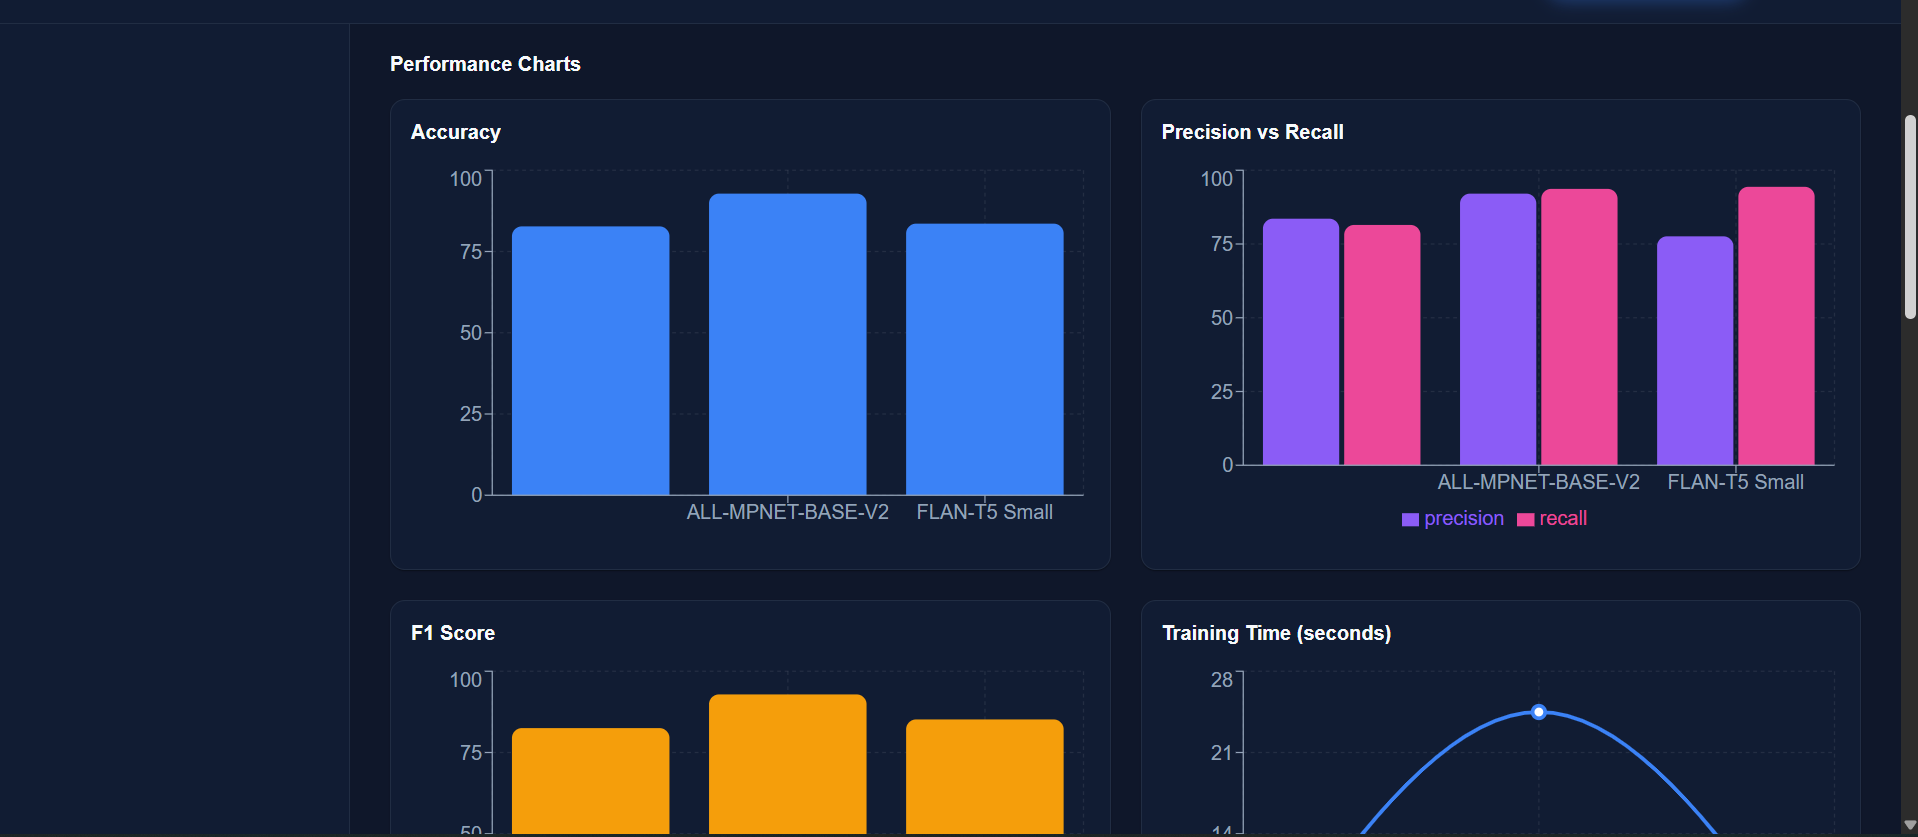 Performance Charts
Accuracy
100
75
50
25
0
ALL-MPNET-BASE-V2 FLAN-T5 Small
Precision vs Recall
100
75
50
25
0
ALL-MPNET-BASE-V2 FLAN-T5 Small
precision recall
F1 Score
100
75
50
Training Time (seconds)
28
21
14